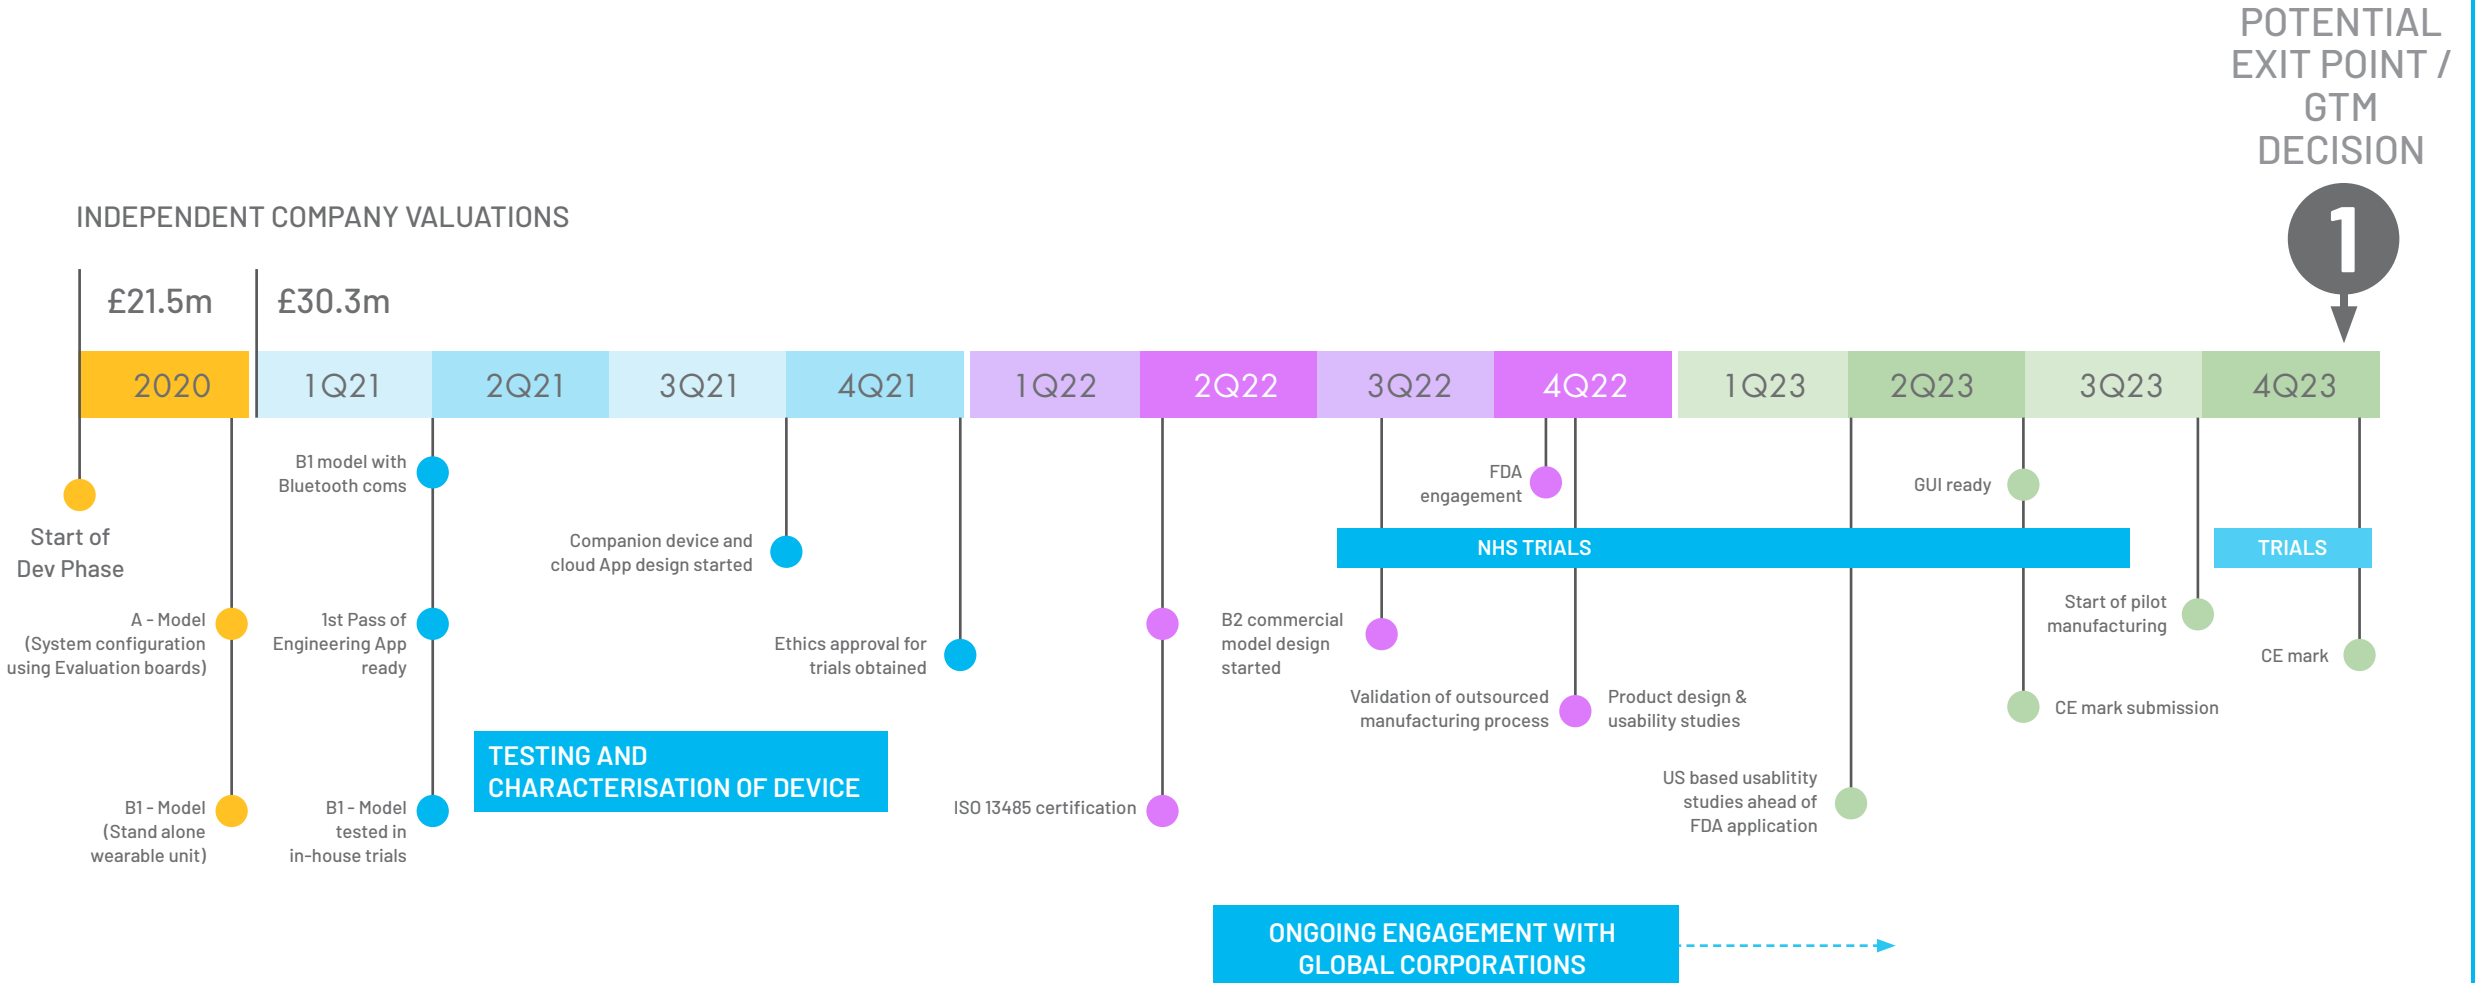 POTENTIAL
EXIT POINT /
GTM
DECISION
1
INDEPENDENT COMPANY VALUATIONS
£21.5m
£30.3m
2020
1Q21
2Q21
3Q21
4Q21
1Q22
2Q22
3Q22
4Q22
1Q23
2Q23
3Q23
4Q23
Start of
Dev Phase
A - Model
(System configuration
using Evaluation boards)
B1 - Model
(Stand alone
wearable unit)
B1 model with
Bluetooth coms
1st Pass of
Engineering App
ready
B1 - Model
tested in
in-house trials
Companion device and
cloud App design started
TESTING AND
CHARACTERISATION OF DEVICE
Ethics approval for
trials obtained
ISO 13485 certification
B2 commercial
model design
started
FDA
engagement
NHS TRIALS
Validation of outsourced
manufacturing process
Product design &
usability studies
US based usablitity
studies ahead of
FDA application
GUI ready
CE mark submission
Start of pilot
manufacturing
TRIALS
CE mark
ONGOING ENGAGEMENT WITH
GLOBAL CORPORATIONS